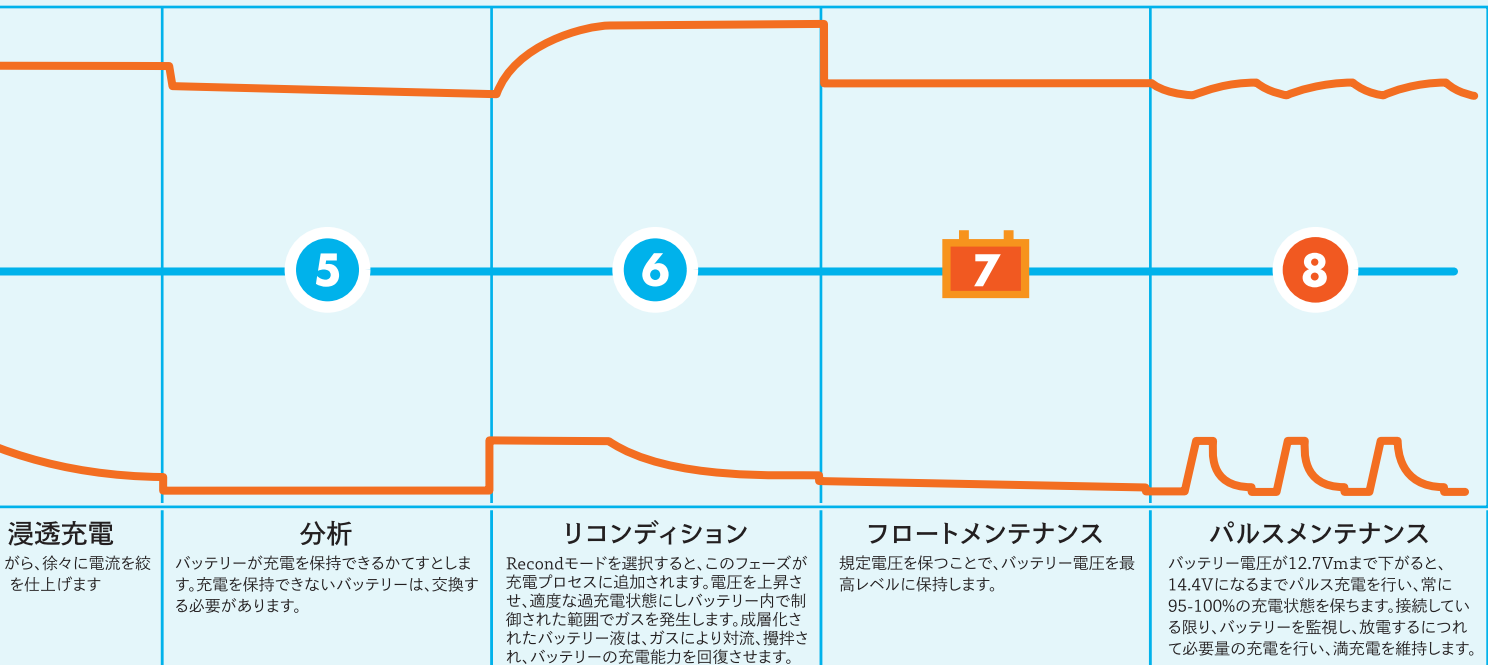 5
6
7
8
浸透充電
がら、徐々に電流を絞
を仕上げます
分析
バッテリーが充電を保持できるかてすとしま
す。充電を保持できないバッテリーは、交換す
る必要があります。
リコンディション
Recondモードを選択すると、このフェーズが
充電プロセスに追加されます。電圧を上昇さ
せ、適度な過充電状態にしバッテリー内で制
御された範囲でガスを発生します。成層化さ
れたバッテリー液は、ガスにより対流、攪拌さ
れ、バッテリーの充電能力を回復させます。
フロートメンテナンス
規定電圧を保つことで、バッテリー電圧を最
高レベルに保持します。
パルスメンテナンス
バッテリー電圧が12.7Vmまで下がると、
14.4Vになるまでパルス充電を行い、常に
95-100%の充電状態を保ちます。接続してい
る限り、バッテリーを監視し、放電するにつれ
て必要量の充電を行い、満充電を維持します。